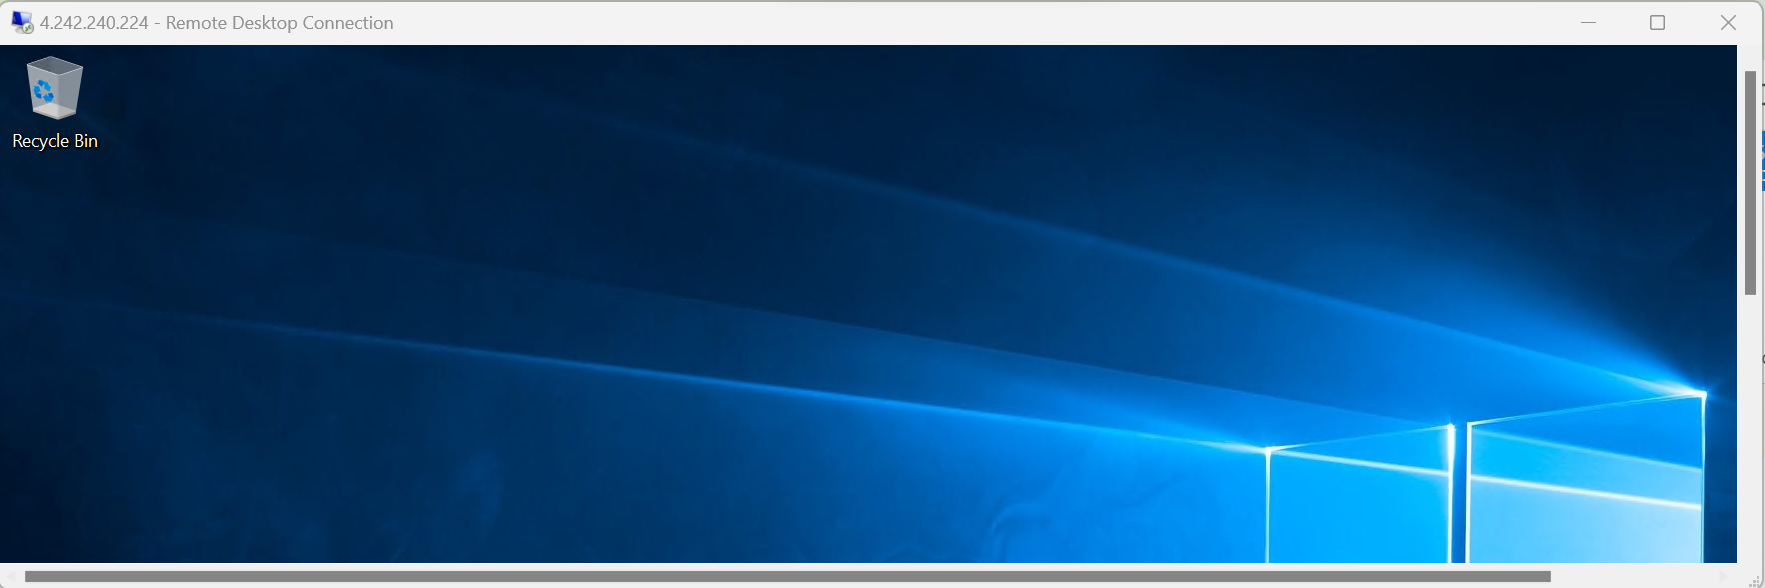 4.242.240.224 - Remote Desktop Connection
Recycle Bin